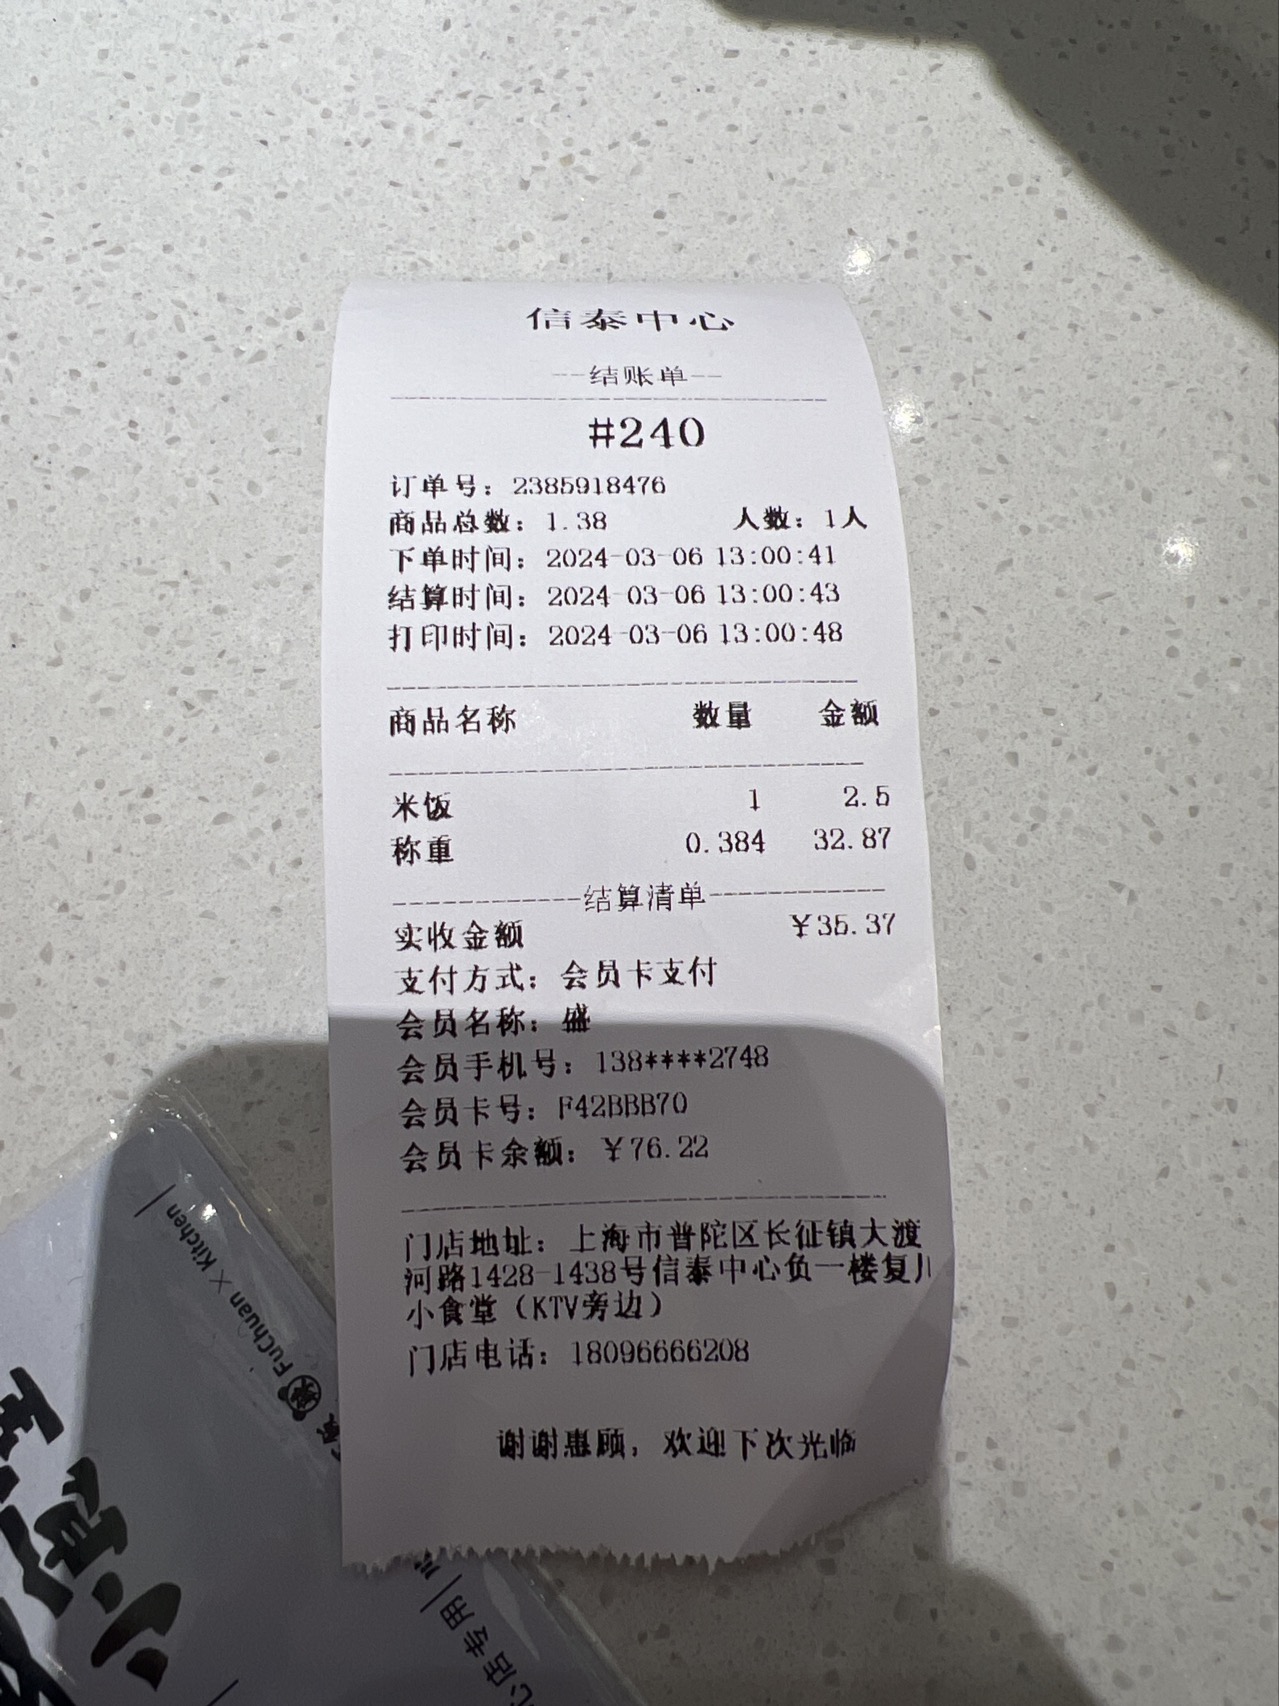 信泰中心
--结账单--
#240
订单号：2385918476
商品总数：1.38 人数：1人
下单时间：2024-03-06 13:00:41
结算时间：2024-03-06 13:00:43
打印时间：2024-03-06 13:00:48
商品名称 数量 金额
米饭 1 2.5
称重 0.384 32.87
------------结算清单------------
实收金额 ￥35.37
支付方式：会员卡支付
会员名称：盛
会员手机号：138****2748
会员卡号：F42BBB70
会员卡余额：￥76.22
门店地址：上海市普陀区长征镇大渡
河路1428-1438号信泰中心负一楼复川
小食堂（KTV旁边）
门店电话：18096666208
谢谢惠顾，欢迎下次光临
FuChuan × Kitchen
小食堂
心店专用